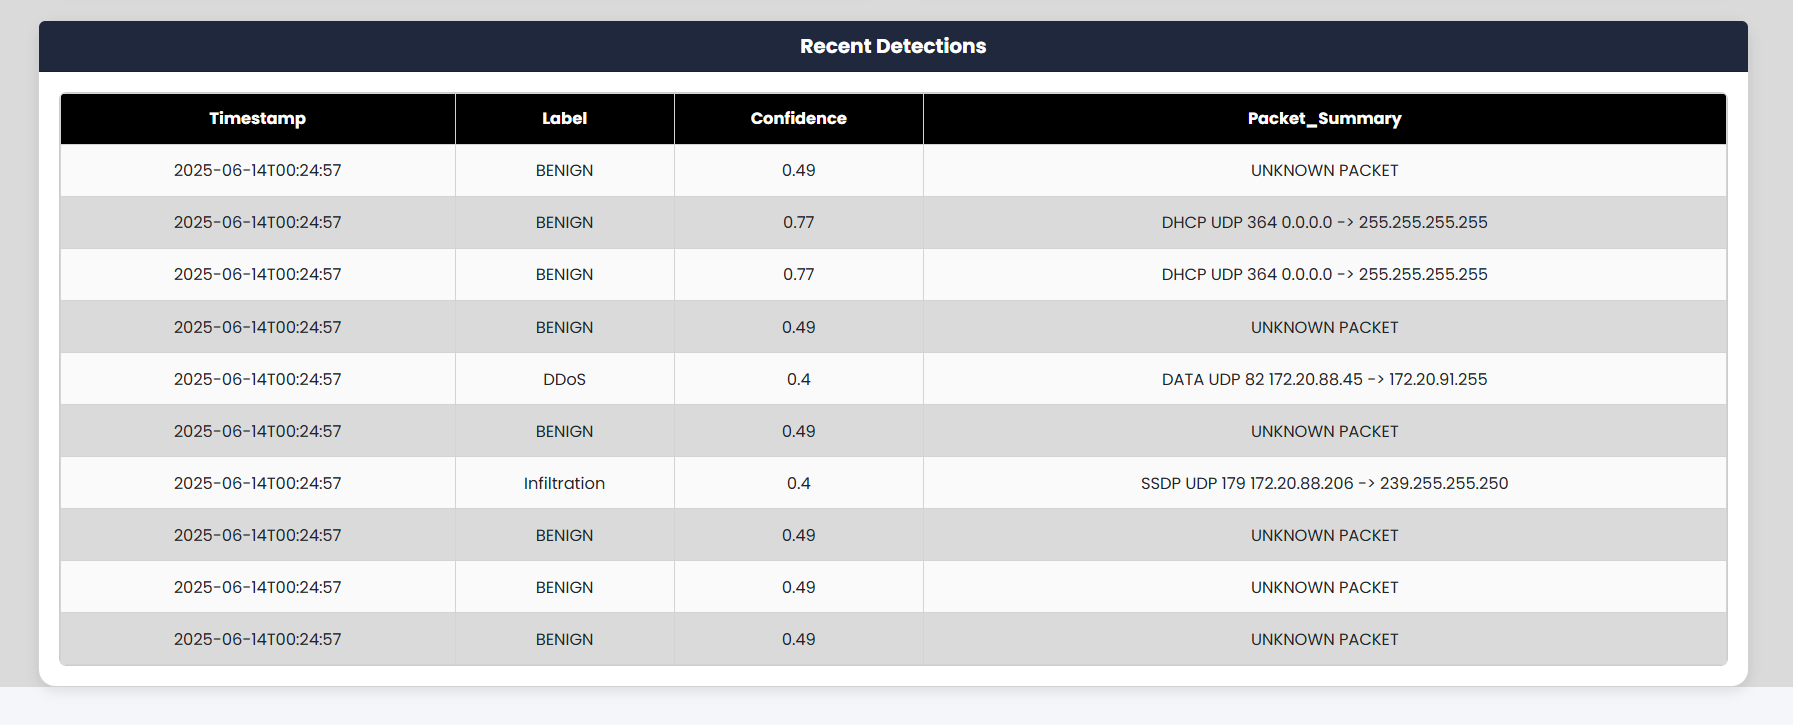 Recent Detections
Timestamp Label Confidence Packet_Summary
2025-06-14T00:24:57 BENIGN 0.49 UNKNOWN PACKET
2025-06-14T00:24:57 BENIGN 0.77 DHCP UDP 364 0.0.0.0 -> 255.255.255.255
2025-06-14T00:24:57 BENIGN 0.77 DHCP UDP 364 0.0.0.0 -> 255.255.255.255
2025-06-14T00:24:57 BENIGN 0.49 UNKNOWN PACKET
2025-06-14T00:24:57 DDoS 0.4 DATA UDP 82 172.20.88.45 -> 172.20.91.255
2025-06-14T00:24:57 BENIGN 0.49 UNKNOWN PACKET
2025-06-14T00:24:57 Infiltration 0.4 SSDP UDP 179 172.20.88.206 -> 239.255.255.250
2025-06-14T00:24:57 BENIGN 0.49 UNKNOWN PACKET
2025-06-14T00:24:57 BENIGN 0.49 UNKNOWN PACKET
2025-06-14T00:24:57 BENIGN 0.49 UNKNOWN PACKET